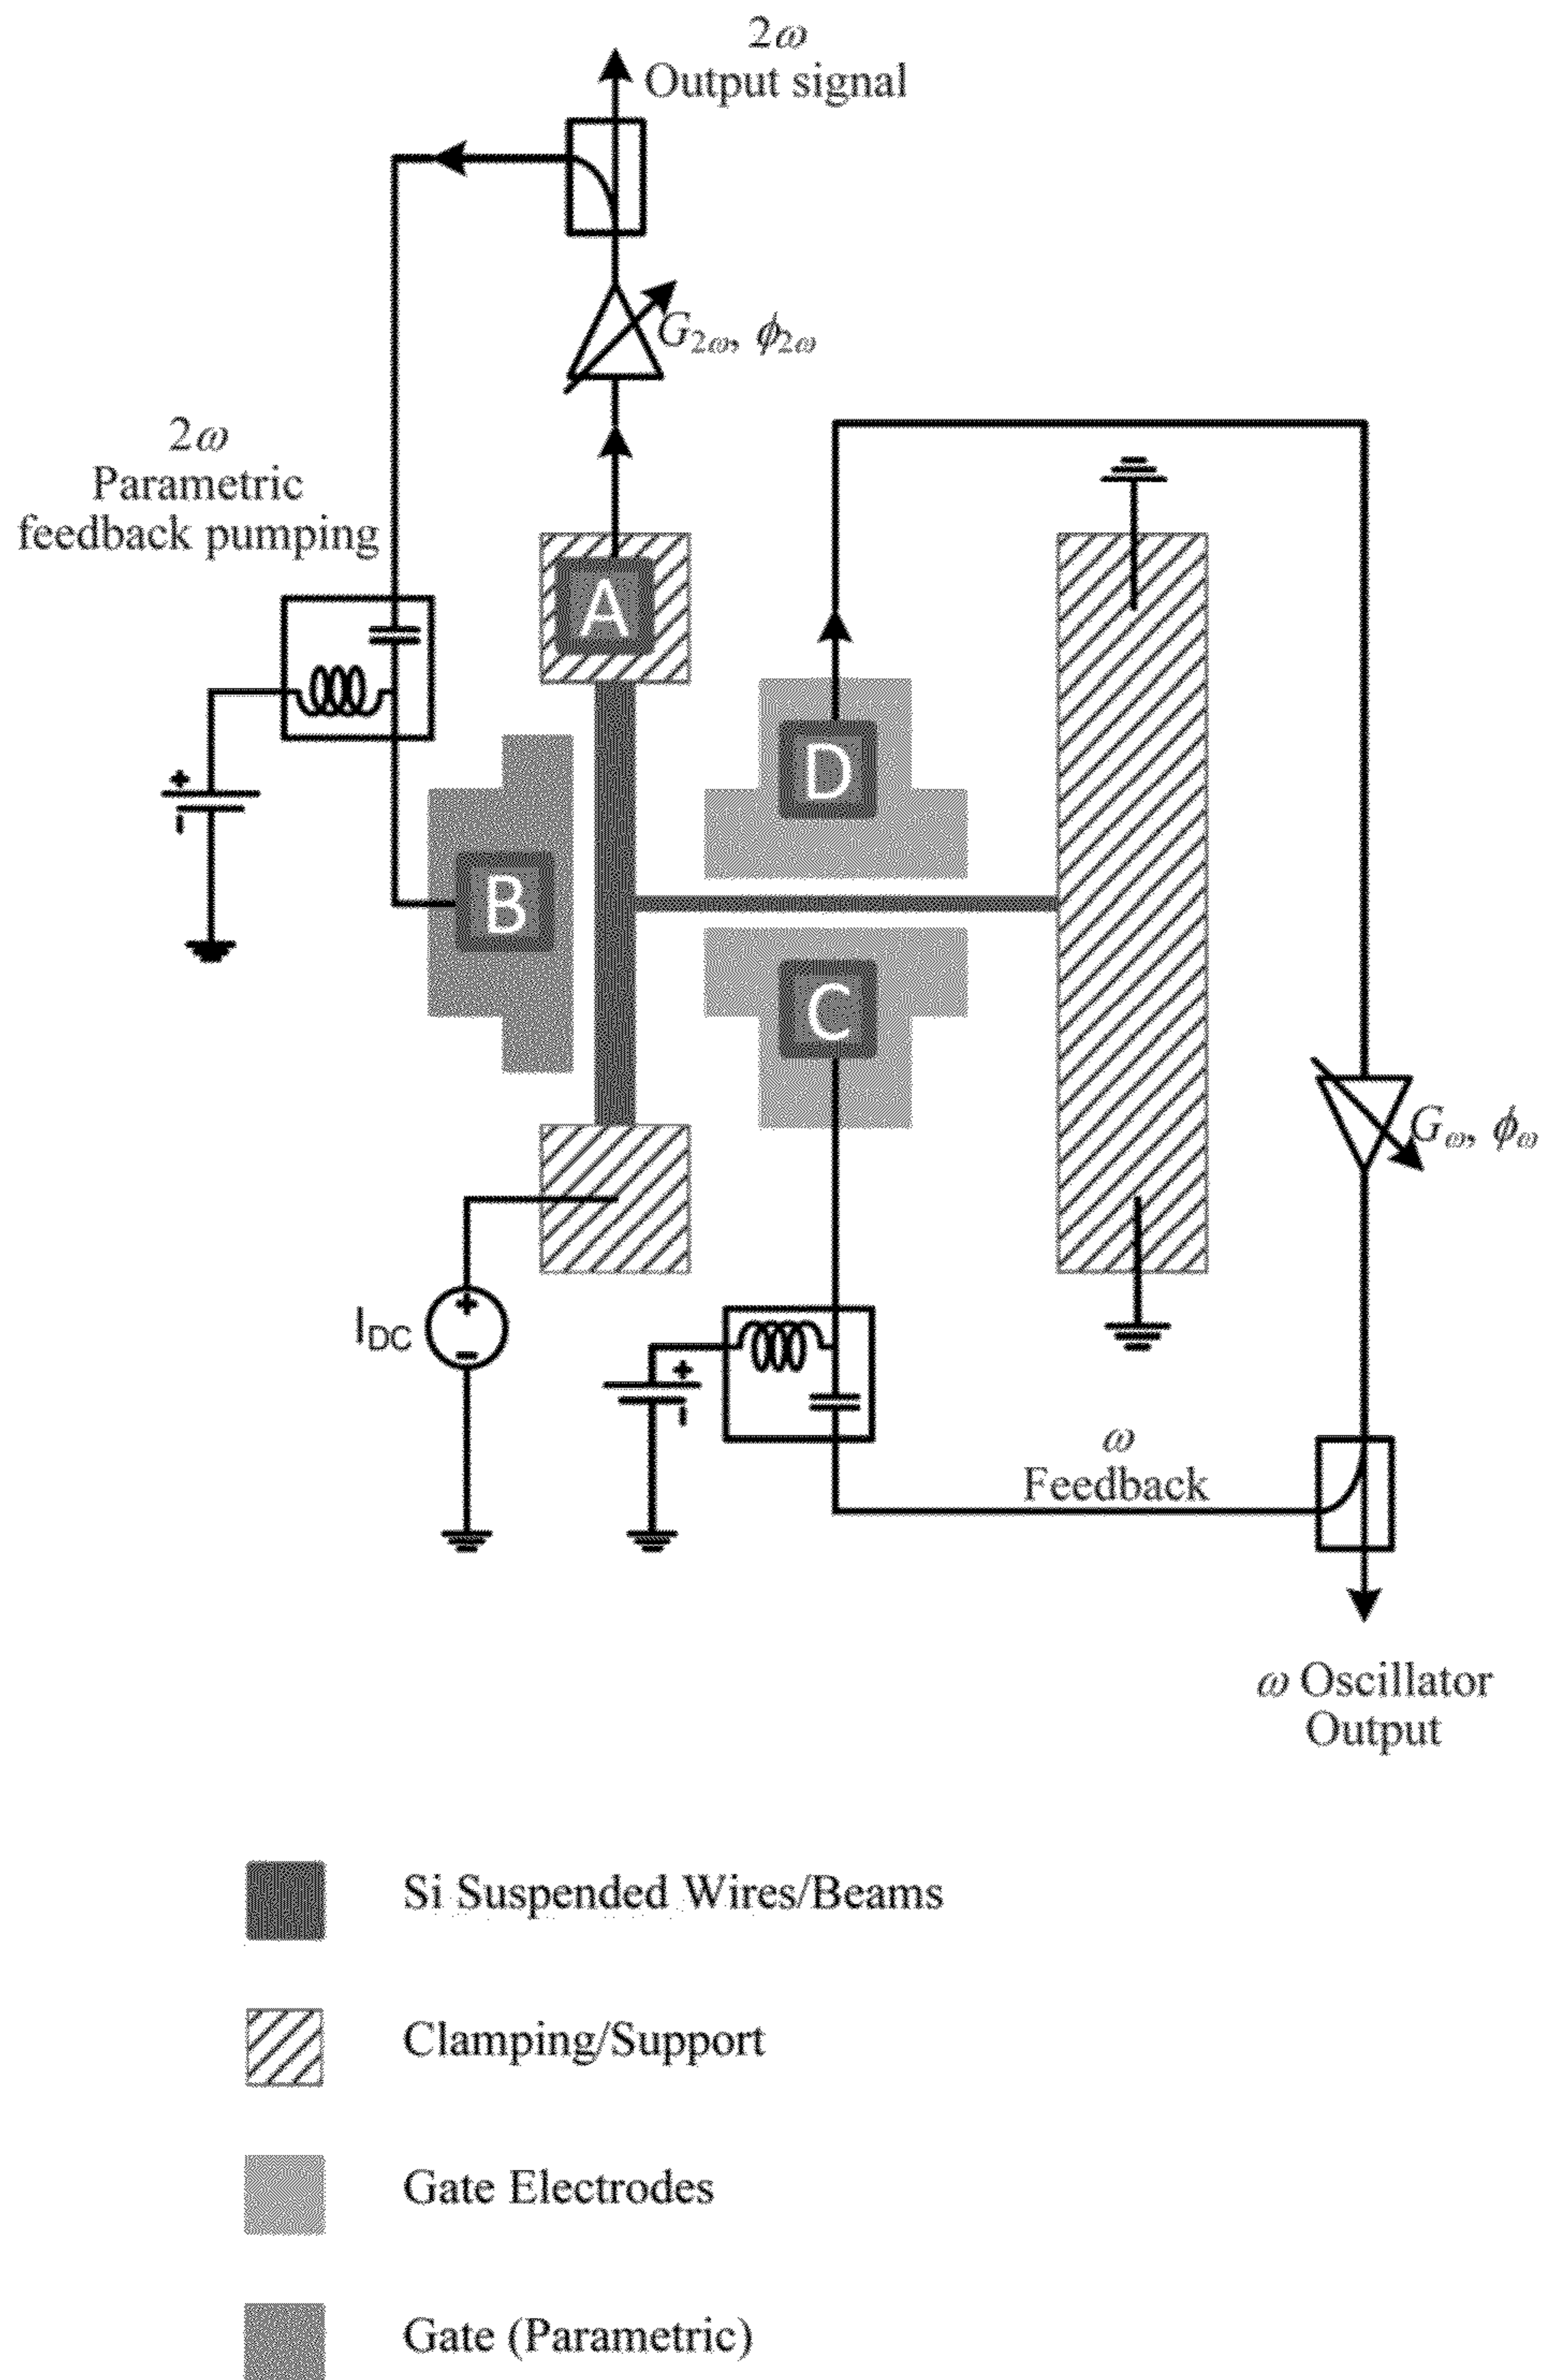 2ω
Output signal
G2ω, ϕ2ω
2ω
Parametric
feedback pumping
A
D
B
C
Gω, ϕω
IDC
ω
Feedback
ω Oscillator
Output
Si Suspended Wires/Beams
Clamping/Support
Gate Electrodes
Gate (Parametric)